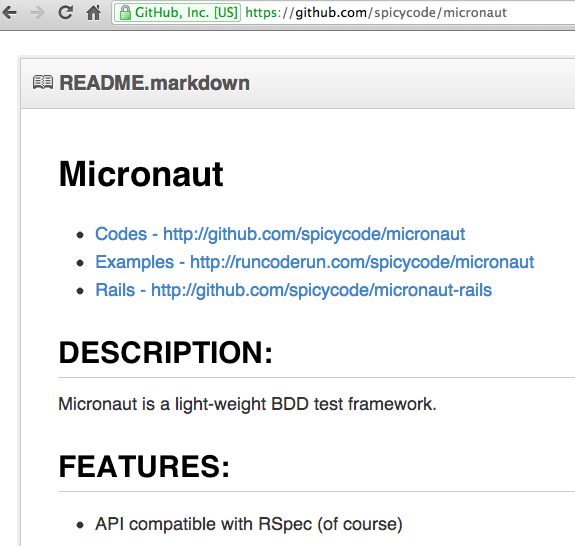 GitHub, Inc. [US] https://github.com/spicycode/micronaut
README.markdown
Micronaut
Codes - http://github.com/spicycode/micronaut
Examples - http://runcoderun.com/spicycode/micronaut
Rails - http://github.com/spicycode/micronaut-rails
DESCRIPTION:
Micronaut is a light-weight BDD test framework.
FEATURES:
API compatible with RSpec (of course)